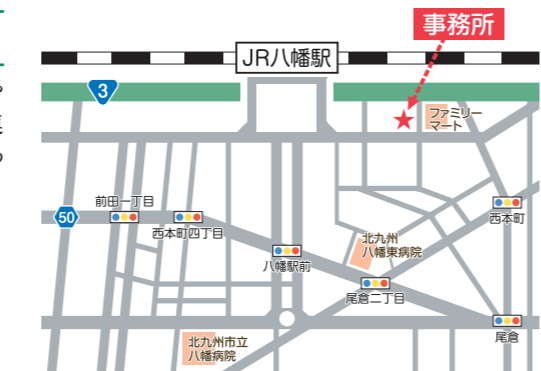 事務所
JR八幡駅
3
ファミリー
マート
前田一丁目
50
西本町四丁目
西本町
北九州
八幡東病院
八幡駅前
尾倉二丁目
尾倉
北九州市立
八幡病院